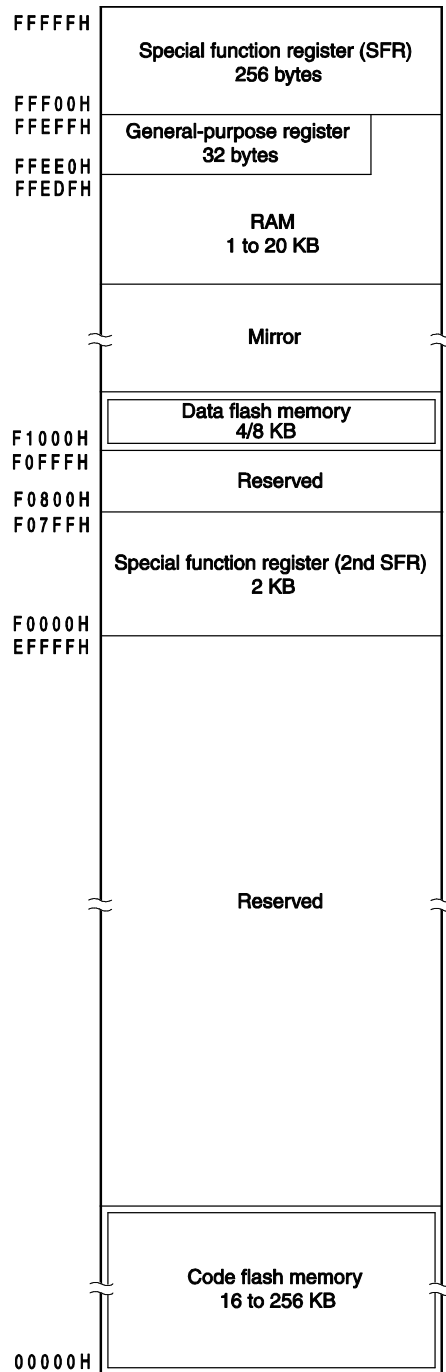 FFFFFH
Special function register (SFR)
256 bytes
FFF00H
FFEFFH
General-purpose register
32 bytes
FFEE0H
FFEDFH
RAM
1 to 20 KB
Mirror
Data flash memory
4/8 KB
F1000H
F0FFFH
Reserved
F0800H
F07FFH
Special function register (2nd SFR)
2 KB
F0000H
EFFFFH
Reserved
Code flash memory
16 to 256 KB
00000H